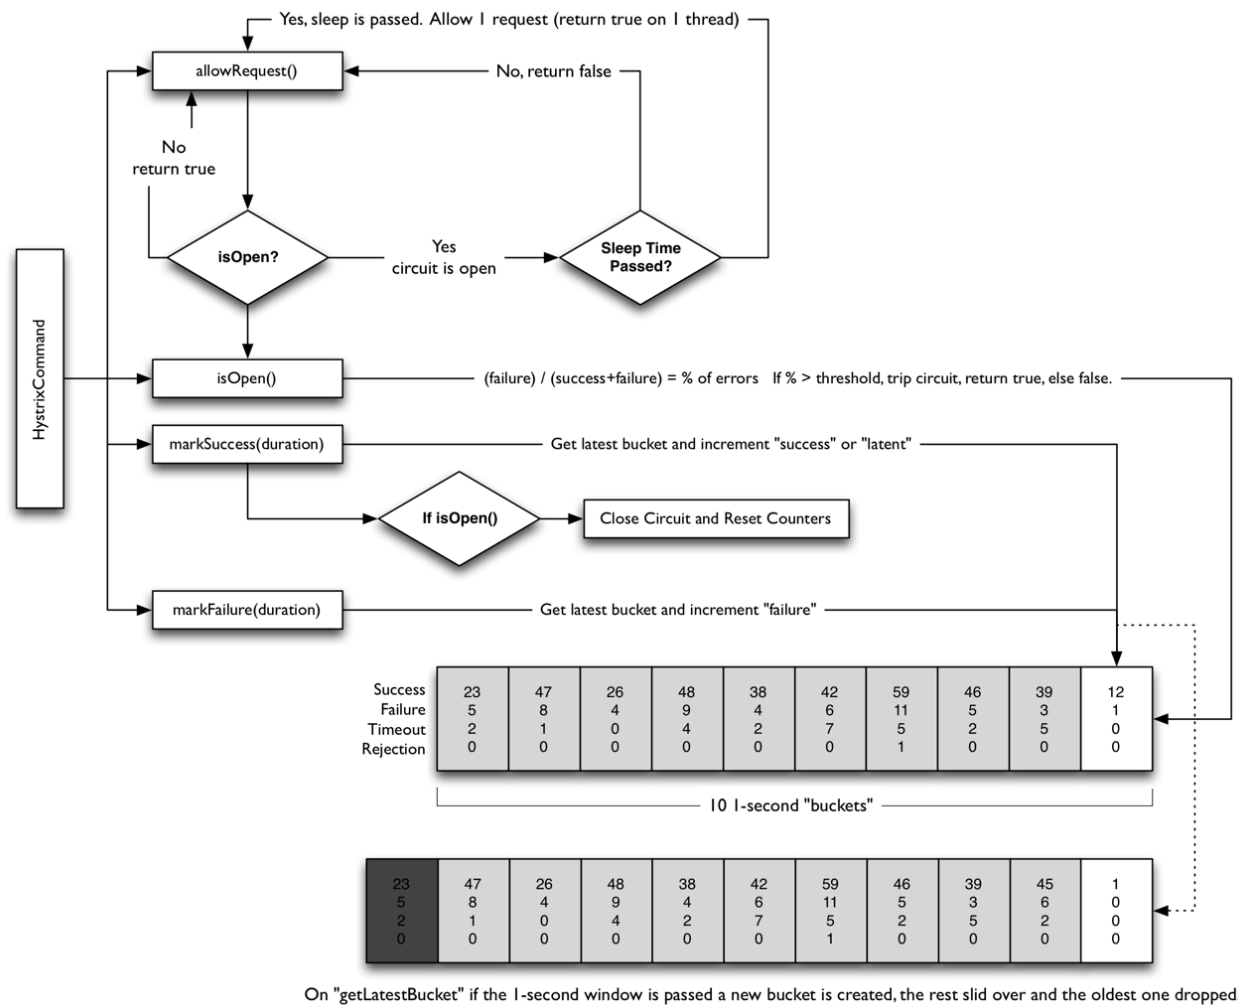 Yes, sleep is passed. Allow 1 request (return true on 1 thread)
allowRequest()
No, return false
No
return true
isOpen?
Yes
circuit is open
Sleep Time
Passed?
HystrixCommand
isOpen()
(failure) / (success+failure) = % of errors If % > threshold, trip circuit, return true, else false.
markSuccess(duration)
Get latest bucket and increment "success" or "latent"
If isOpen()
Close Circuit and Reset Counters
markFailure(duration)
Get latest bucket and increment "failure"
Success 23 47 26 48 38 42 59 46 39 12
Failure 5 8 4 9 4 6 11 5 3 1
Timeout 2 1 0 4 2 7 5 2 5 0
Rejection 0 0 0 0 0 0 1 0 0 0
10 1-second "buckets"
23 47 26 48 38 42 59 46 39 45 1
5 8 4 9 4 6 11 5 3 6 0
2 1 0 4 2 7 5 2 5 2 0
0 0 0 0 0 0 1 0 0 0 0
On "getLatestBucket" if the 1-second window is passed a new bucket is created, the rest slid over and the oldest one dropped